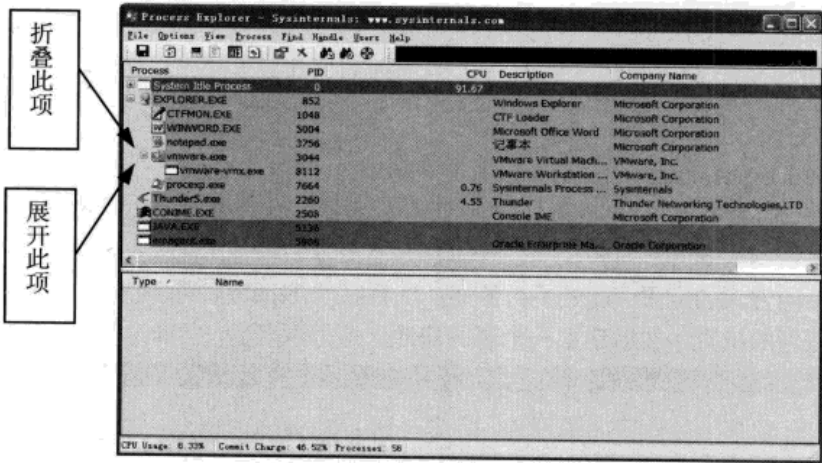 折叠此项
展开此项
Process Explorer - Sysinternals: www.sysinternals.com
File Options View Process Find Handle Users Help
Process PID CPU Description Company Name
System Idle Process 0 91.67
EXPLORER.EXE 852 Windows Explorer Microsoft Corporation
CTFMON.EXE 1048 CTF Loader Microsoft Corporation
WINWORD.EXE 5004 Microsoft Office Word Microsoft Corporation
notepad.exe 3756 记事本 Microsoft Corporation
vmware.exe 3044 VMware Virtual Mach... VMware, Inc.
vmware-vmx.exe 8112 VMware Workstation ... VMware, Inc.
procexp.exe 7664 0.76 Sysinternals Process ... Sysinternals
Thunder5.exe 2260 4.55 Thunder Thunder Networking Technologies,LTD
CONIME.EXE 2508 Console IME Microsoft Corporation
JAVA.EXE 5136
5906 Oracle Enterprise Ma... Oracle Corporation
Type Name
CPU Usage: 8.33% Commit Charge: 46.52% Processes: 56